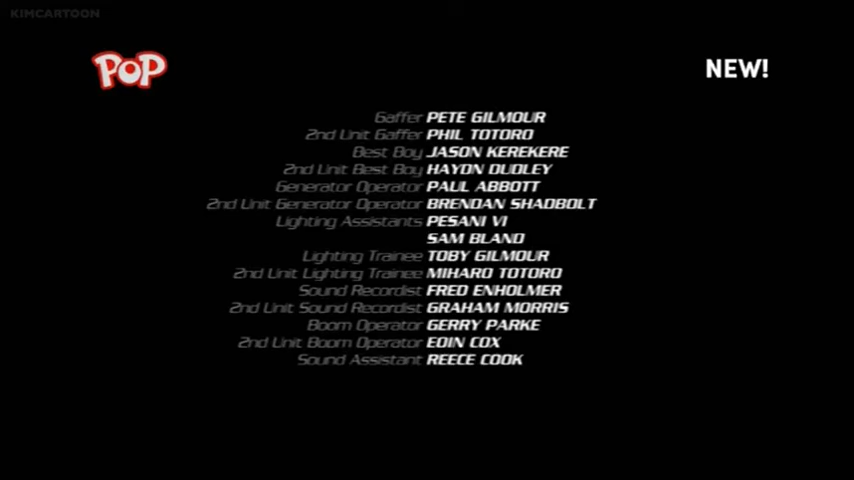 KIMCARTOON
POP
NEW!
Gaffer PETE GILMOUR
2nd Unit Gaffer PHIL TOTORO
Best Boy JASON KEREKERE
2nd Unit Best Boy HAYDN DUDLEY
Generator Operator PAUL ABBOTT
2nd Unit Generator Operator BRENDAN SHADBOLT
Lighting Assistants PESANI VI
SAM BLAND
Lighting Trainee TOBY GILMOUR
2nd Unit Lighting Trainee MIHARO TOTORO
Sound Recordist FRED ENHOLMER
2nd Unit Sound Recordist GRAHAM MORRIS
Boom Operator GERRY PARKE
2nd Unit Boom Operator EOIN COX
Sound Assistant REECE COOK